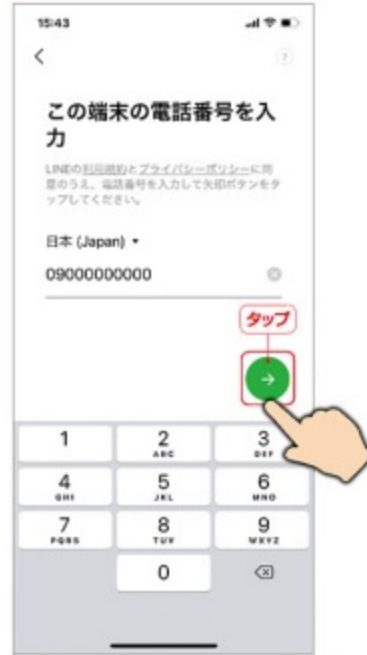 15:43
この端末の電話番号を入
力
LINEの利用規約とプライバシーポリシーに同
意のうえ、電話番号を入力して矢印ボタンをタ
ップしてください。
日本 (Japan)
09000000000
タップ
1 2 3
ABC DEF
4 5 6
GHI JKL MNO
7 8 9
PQRS TUV WXYZ
0